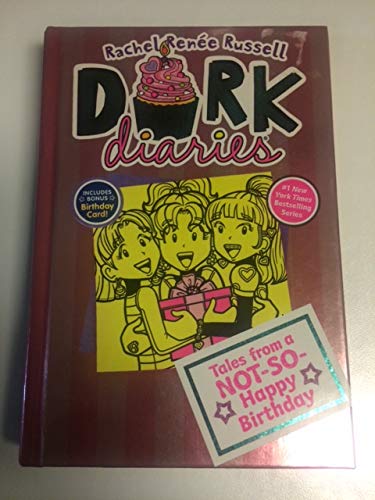 Rachel Renée Russell
DORK
diaries
INCLUDES
BONUS
Birthday
Card!
#1 New
York Times
Bestselling
Series
Tales from a
NOT-SO-
Happy
Birthday